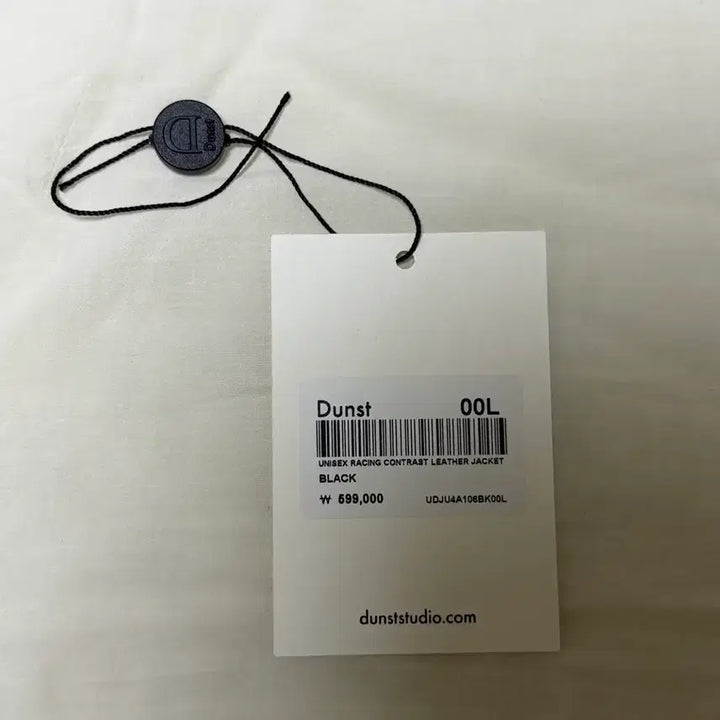 Dunst
Dunst 00L
UNISEX RACING CONTRAST LEATHER JACKET
BLACK
₩ 599,000 UDJU4A106BK00L
dunststudio.com